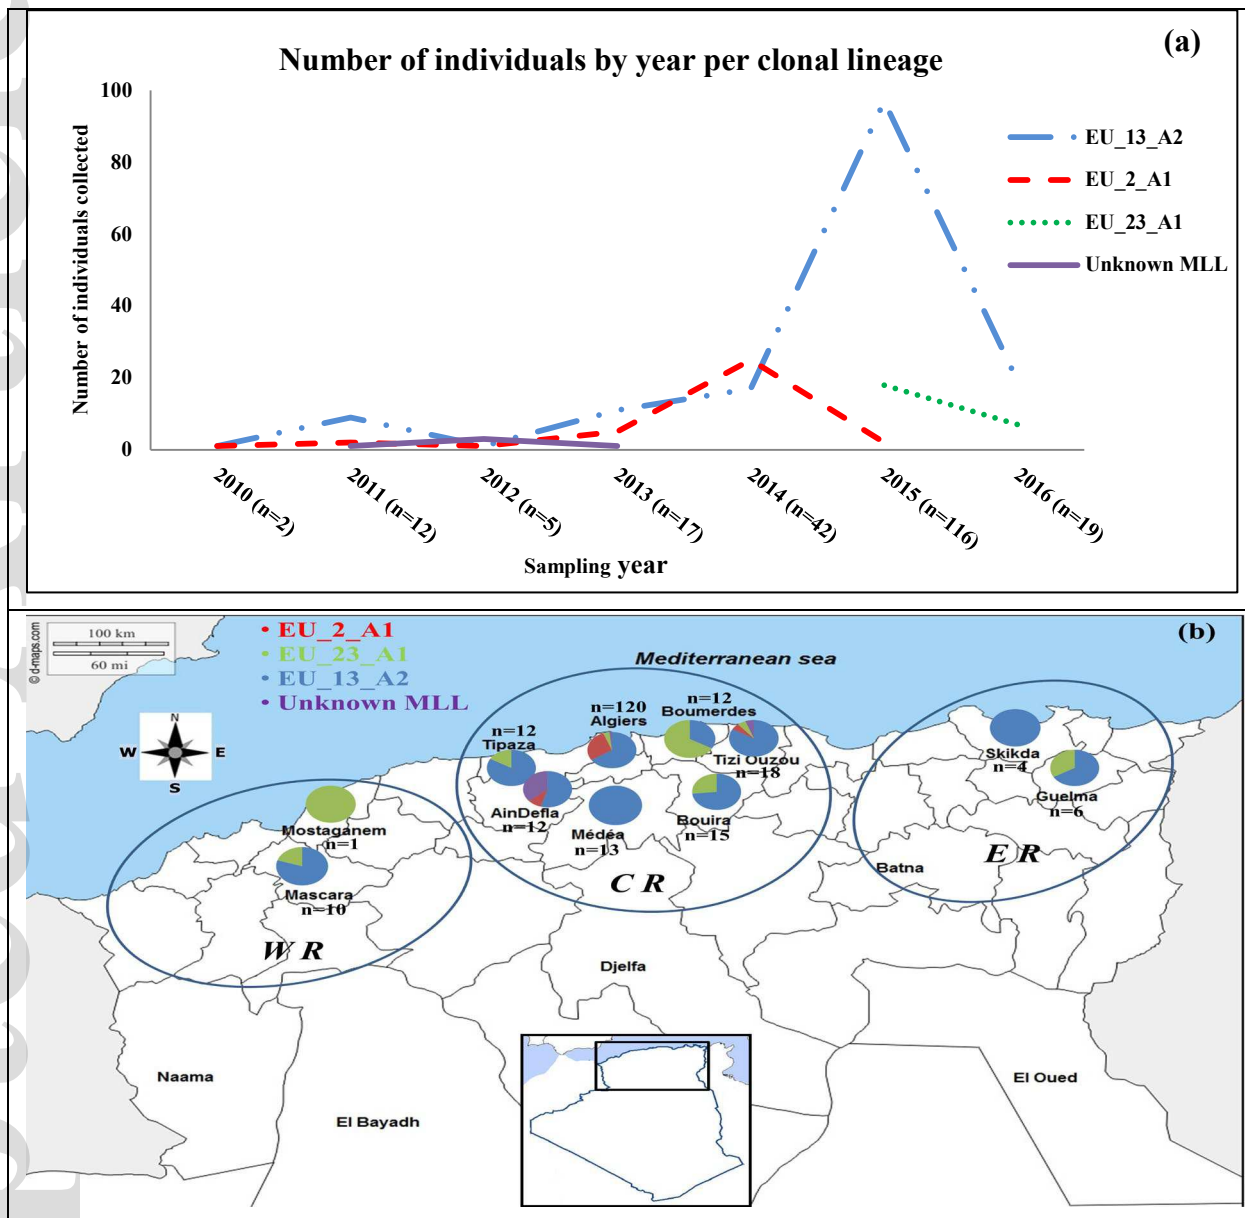 (a)
Number of individuals by year per clonal lineage
Number of individuals collected
100
80
60
40
20
0
EU_13_A2
EU_2_A1
EU_23_A1
Unknown MLL
2010 (n=2)
2011 (n=12)
2012 (n=5)
2013 (n=17)
2014 (n=42)
2015 (n=116)
2016 (n=19)
Sampling year
(b)
© d-maps.com
100 km
60 mi
• EU_2_A1
• EU_23_A1
• EU_13_A2
• Unknown MLL
Mediterranean sea
N
W E
S
n=12
Tipaza
n=120
Algiers
n=12
Boumerdes
Tizi Ouzou
n=18
AinDefla
n=12
Médéa
n=13
Bouira
n=15
C R
Skikda
n=4
Guelma
n=6
E R
Batna
Mostaganem
n=1
Mascara
n=10
W R
Djelfa
Naama
El Bayadh
El Oued